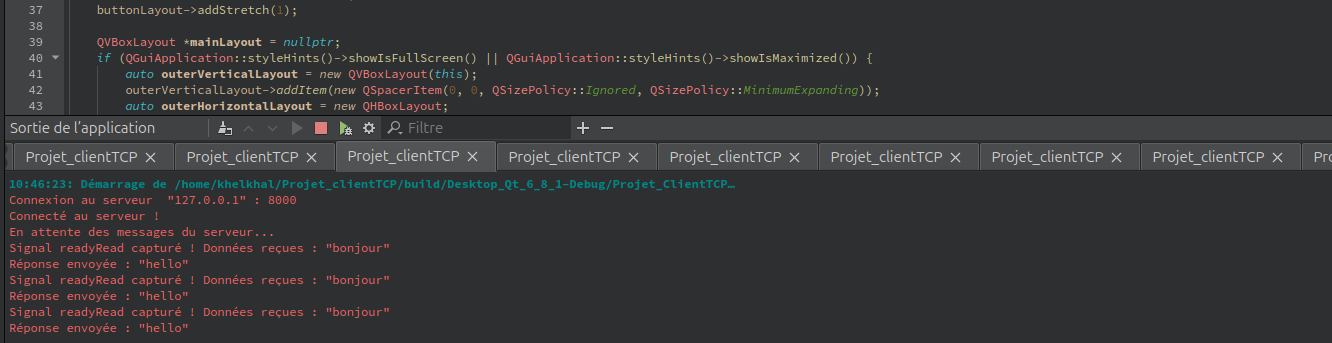 37 buttonLayout->addStretch(1);
38
39 QVBoxLayout *mainLayout = nullptr;
40 if (QGuiApplication::styleHints()->showIsFullScreen() || QGuiApplication::styleHints()->showIsMaximized()) {
41 auto outerVerticalLayout = new QVBoxLayout(this);
42 outerVerticalLayout->addItem(new QSpacerItem(0, 0, QSizePolicy::Ignored, QSizePolicy::MinimumExpanding));
43 auto outerHorizontalLayout = new QHBoxLayout;
Sortie de l'application Filtre
Projet_clientTCP Projet_clientTCP Projet_clientTCP Projet_clientTCP Projet_clientTCP Projet_clientTCP Projet_clientTCP Projet_clientTCP Pro
10:46:23: Démarrage de /home/khelkhal/Projet_clientTCP/build/Desktop_Qt_6_8_1-Debug/Projet_ClientTCP…
Connexion au serveur "127.0.0.1" : 8000
Connecté au serveur !
En attente des messages du serveur...
Signal readyRead capturé ! Données reçues : "bonjour"
Réponse envoyée : "hello"
Signal readyRead capturé ! Données reçues : "bonjour"
Réponse envoyée : "hello"
Signal readyRead capturé ! Données reçues : "bonjour"
Réponse envoyée : "hello"